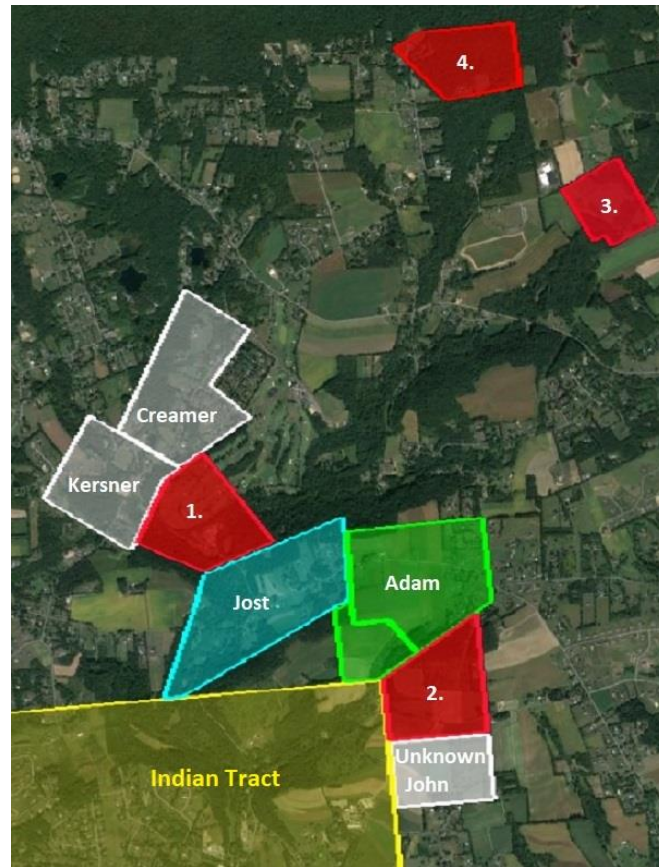 4.
3.
Creamer
Kersner
1.
Adam
Jost
2.
Unknown
John
Indian Tract